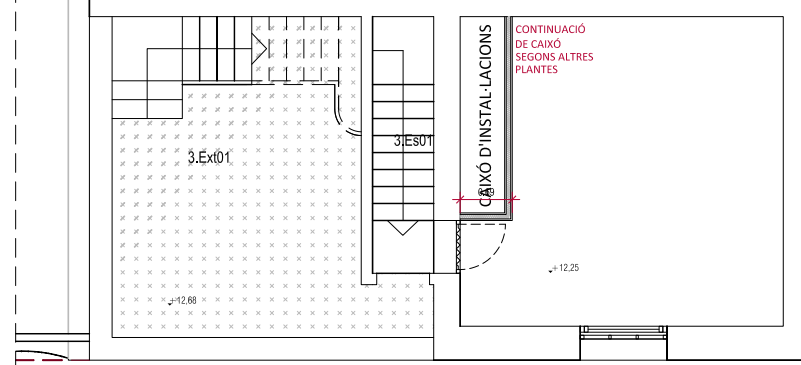 CONTINUACIÓ
DE CAIXÓ
SEGONS ALTRES
PLANTES
CAIXÓ D'INSTAL·LACIONS
3.Ext01
3.Es01
+12,68
+12,25